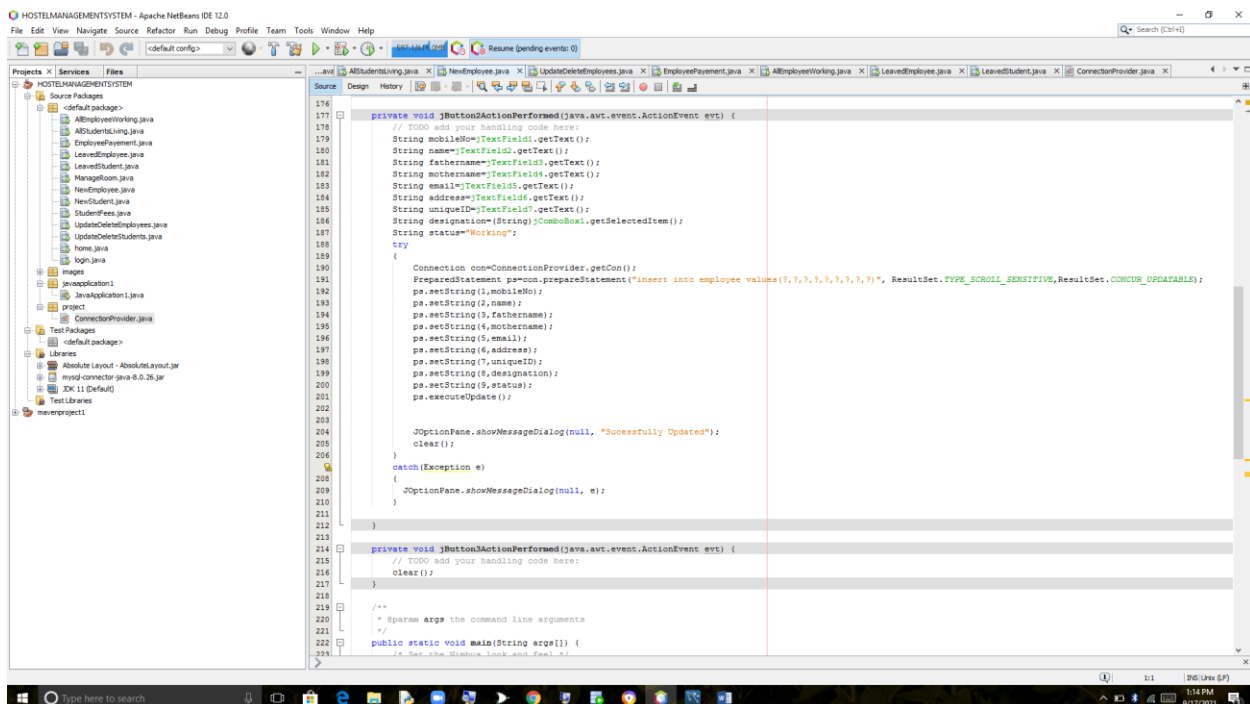 HOSTELMANAGEMENTSYSTEM - Apache NetBeans IDE 12.0
File Edit View Navigate Source Refactor Run Debug Profile Team Tools Window Help
Search (Ctrl+I)
<default config>
Resume (pending events: 0)
Projects X Services Files
...ava AllStudentsLiving.java X NewEmployee.java X UpdateDeleteEmployees.java X EmployeePayement.java X AllEmployeeWorking.java X LeavedEmployee.java X LeavedStudent.java X ConnectionProvider.java X
Source Design History
HOSTELMANAGEMENTSYSTEM
Source Packages
<default package>
AllEmployeeWorking.java
AllStudentsLiving.java
EmployeePayement.java
LeavedEmployee.java
LeavedStudent.java
ManageRoom.java
NewEmployee.java
NewStudent.java
StudentFees.java
UpdateDeleteEmployees.java
UpdateDeleteStudents.java
home.java
login.java
images
javaapplication1
JavaApplication1.java
project
ConnectionProvider.java
Test Packages
<default package>
Libraries
Absolute Layout - AbsoluteLayout.jar
mysql-connector-java-8.0.26.jar
JDK 11 (Default)
Test Libraries
mavenproject1
176
177 private void jButton2ActionPerformed(java.awt.event.ActionEvent evt) {
178 // TODO add your handling code here:
179 String mobileNo=jTextField1.getText();
180 String name=jTextField2.getText();
181 String fathername=jTextField3.getText();
182 String mothername=jTextField4.getText();
183 String email=jTextField5.getText();
184 String address=jTextField6.getText();
185 String uniqueID=jTextField7.getText();
186 String designation=(String)jComboBox1.getSelectedItem();
187 String status="Working";
188 try
189 {
190 Connection con=ConnectionProvider.getCon();
191 PreparedStatement ps=con.prepareStatement("insert into employee values(?,?,?,?,?,?,?,?,?)", ResultSet.TYPE_SCROLL_SENSITIVE,ResultSet.CONCUR_UPDATABLE);
192 ps.setString(1,mobileNo);
193 ps.setString(2,name);
194 ps.setString(3,fathername);
195 ps.setString(4,mothername);
196 ps.setString(5,email);
197 ps.setString(6,address);
198 ps.setString(7,uniqueID);
199 ps.setString(8,designation);
200 ps.setString(9,status);
201 ps.executeUpdate();
202
203
204 JOptionPane.showMessageDialog(null, "Sucessfully Updated");
205 clear();
206 }
catch(Exception e)
208 {
209 JOptionPane.showMessageDialog(null, e);
210 }
211
212 }
213
214 private void jButton3ActionPerformed(java.awt.event.ActionEvent evt) {
215 // TODO add your handling code here:
216 clear();
217 }
218
219 /**
220 * @param args the command line arguments
221 */
222 public static void main(String args[]) {
223 /* Set the Nimbus look and feel */
1:1 INS Unix (LF)
Type here to search
1:14 PM
9/17/2021